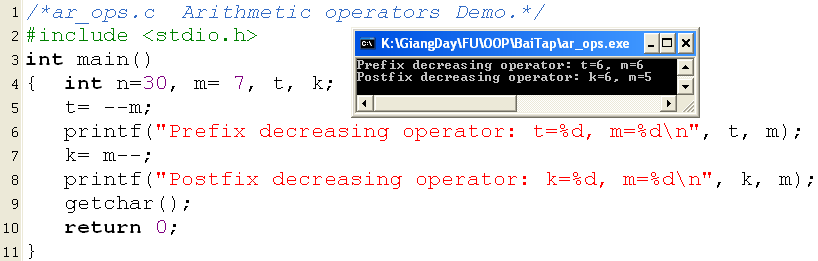 1 /*ar_ops.c  Arithmetic operators Demo.*/
2 #include <stdio.h>
3 int main()
4 {  int n=30, m= 7, t, k;
5    t= --m;
6    printf("Prefix decreasing operator: t=%d, m=%d\n", t, m);
7    k= m--;
8    printf("Postfix decreasing operator: k=%d, m=%d\n", k, m);
9    getchar();
10   return 0;
11 }
K:\GiangDay\FU\OOP\BaiTap\ar_ops.exe
Prefix decreasing operator: t=6, m=6
Postfix decreasing operator: k=6, m=5